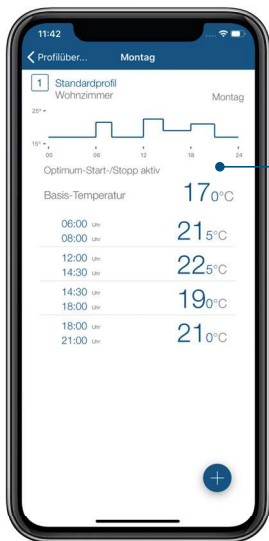 11:42
Profilüber... Montag
1 Standardprofil
Wohnzimmer Montag
25°
15°
00 06 12 18 24
Optimum-Start-/Stopp aktiv
Basis-Temperatur 17 0°C
06:00 Uhr
08:00 Uhr 21 5°C
12:00 Uhr
14:30 Uhr 22 5°C
14:30 Uhr
18:00 Uhr 19 0°C
18:00 Uhr
21:00 Uhr 21 0°C
+